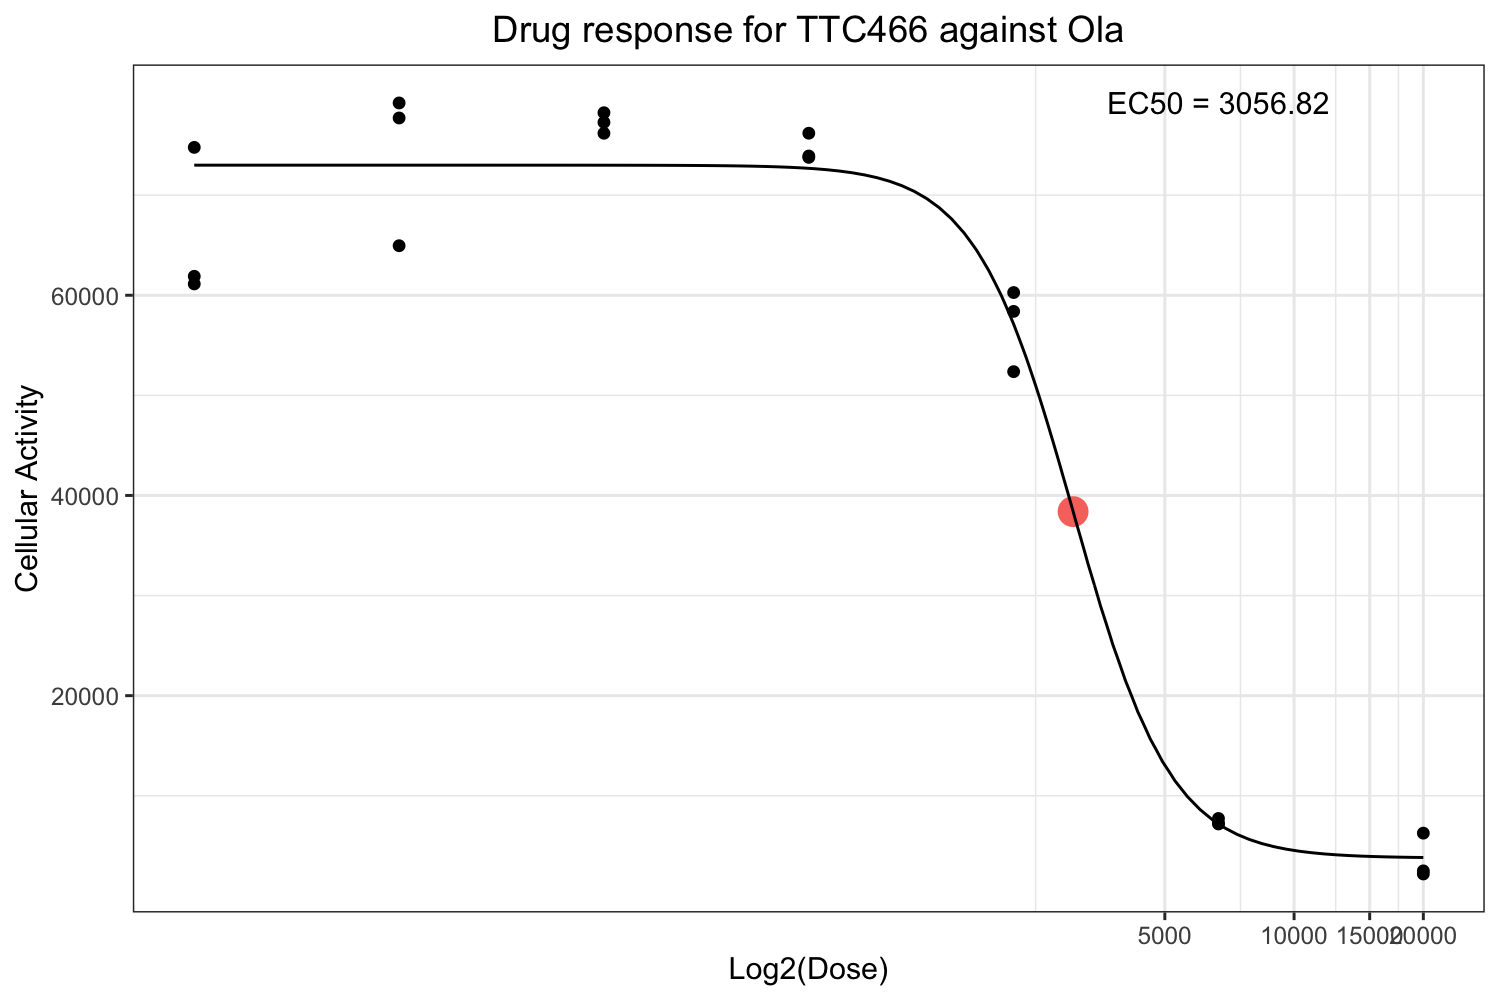 Drug response for TTC466 against Ola
EC50 = 3056.82
60000
40000
20000
Cellular Activity
5000
10000
15000
20000
Log2(Dose)